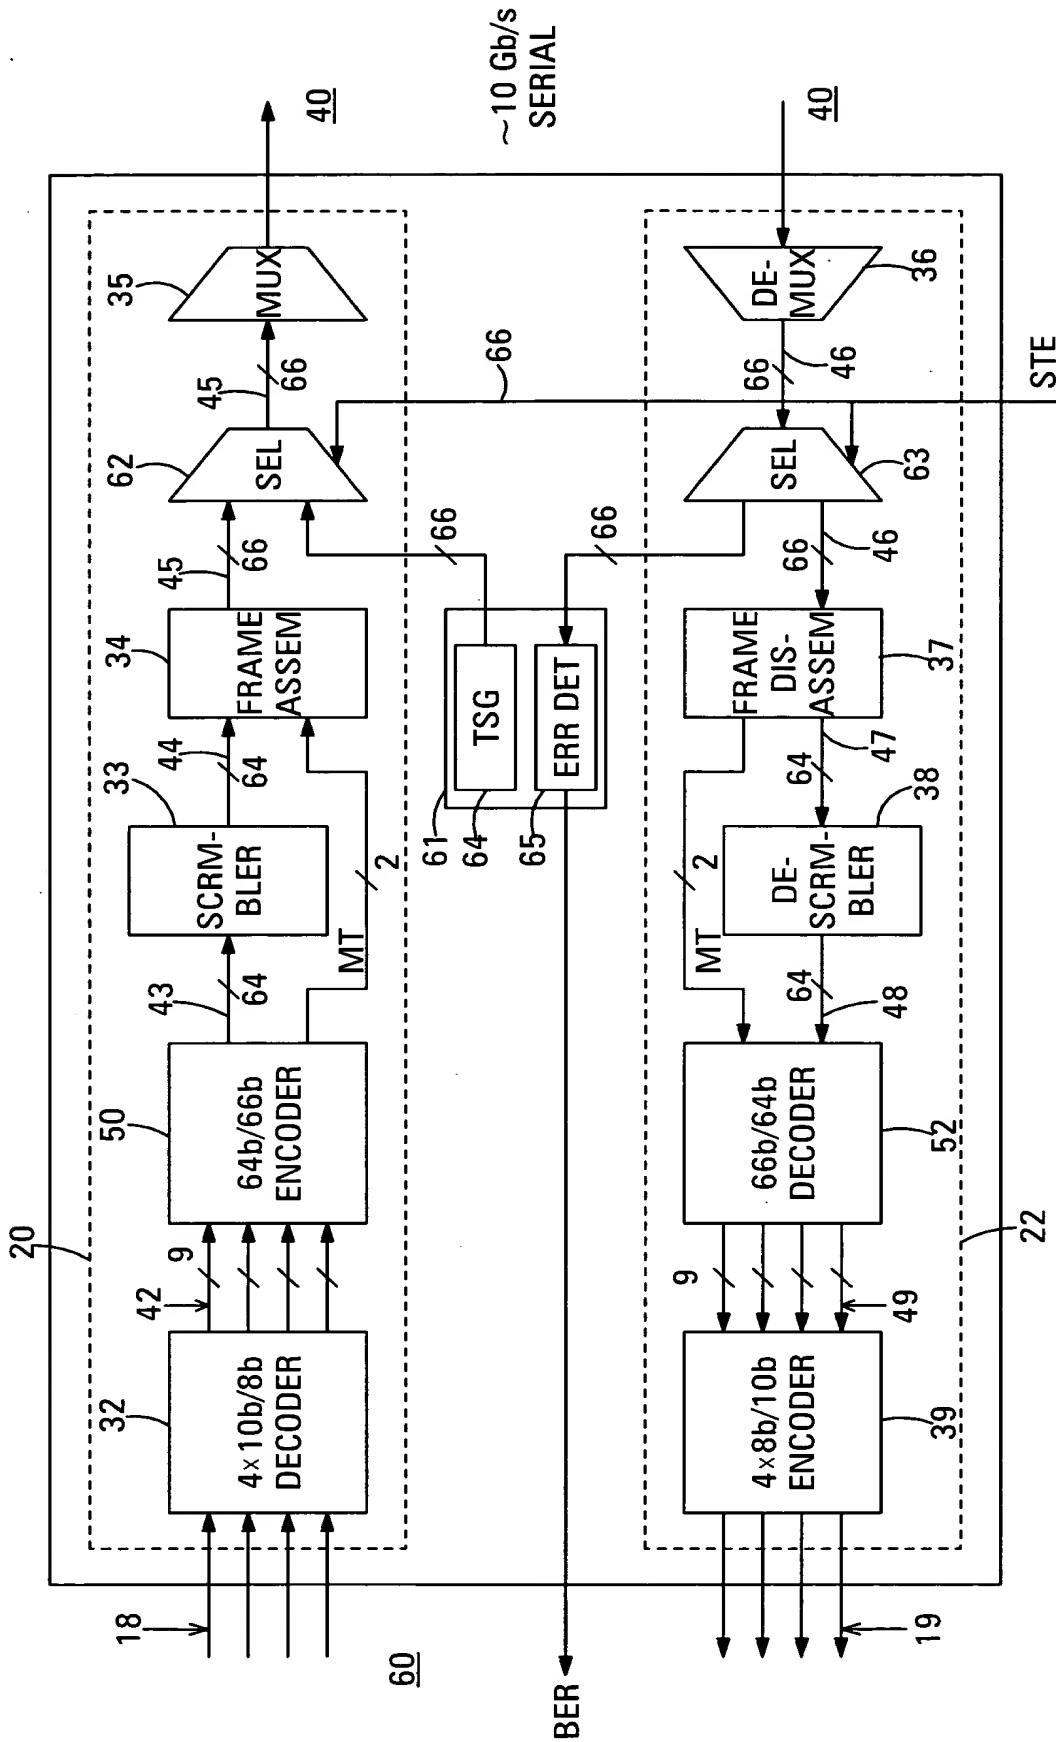 20
32
42
9
50
43
64
33
44
64
34
45
66
62
45
66
35
18
4×10b/8b
DECODER
64b/66b
ENCODER
SCRM-
BLER
FRAME
ASSEM
SEL
MUX
40
MT
2
60
61
64
TSG
66
66
~10 Gb/s
SERIAL
65
ERR DET
66
BER
MT
2
9
4×8b/10b
ENCODER
66b/64b
DECODER
64
DE-
SCRM-
BLER
64
FRAME
DIS-
ASSEM
66
SEL
66
DE-
MUX
40
19
39
49
52
48
38
47
37
46
63
46
36
22
STE